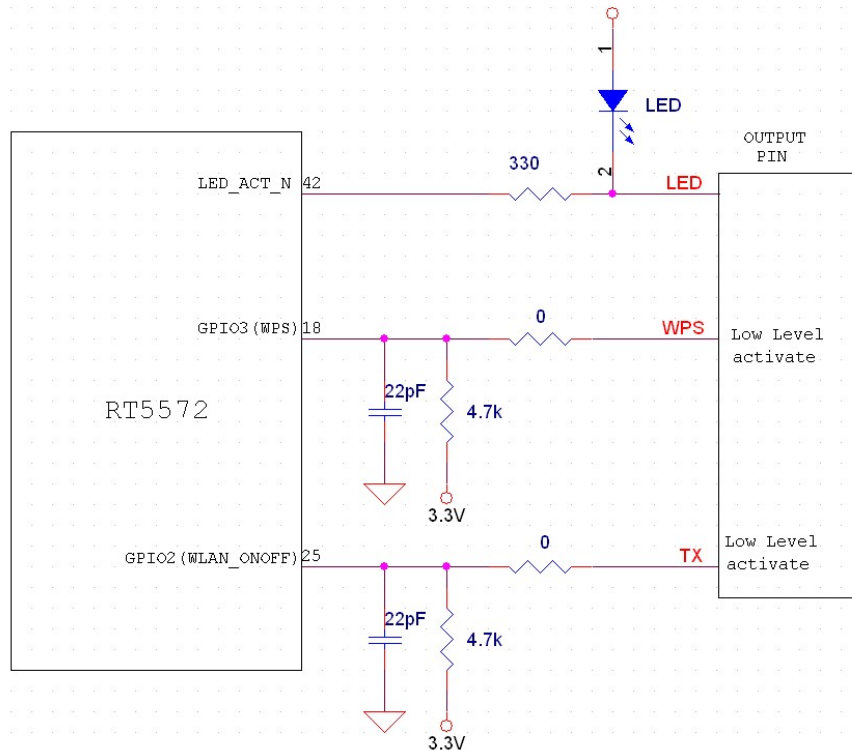 1
LED
OUTPUT
PIN
2
330
LED_ACT_N 42
LED
0
GPIO3(WPS) 18
WPS
Low Level
activate
22pF
4.7k
RT5572
3.3V
0
Low Level
activate
GPIO2(WLAN_ONOFF) 25
TX
22pF
4.7k
3.3V